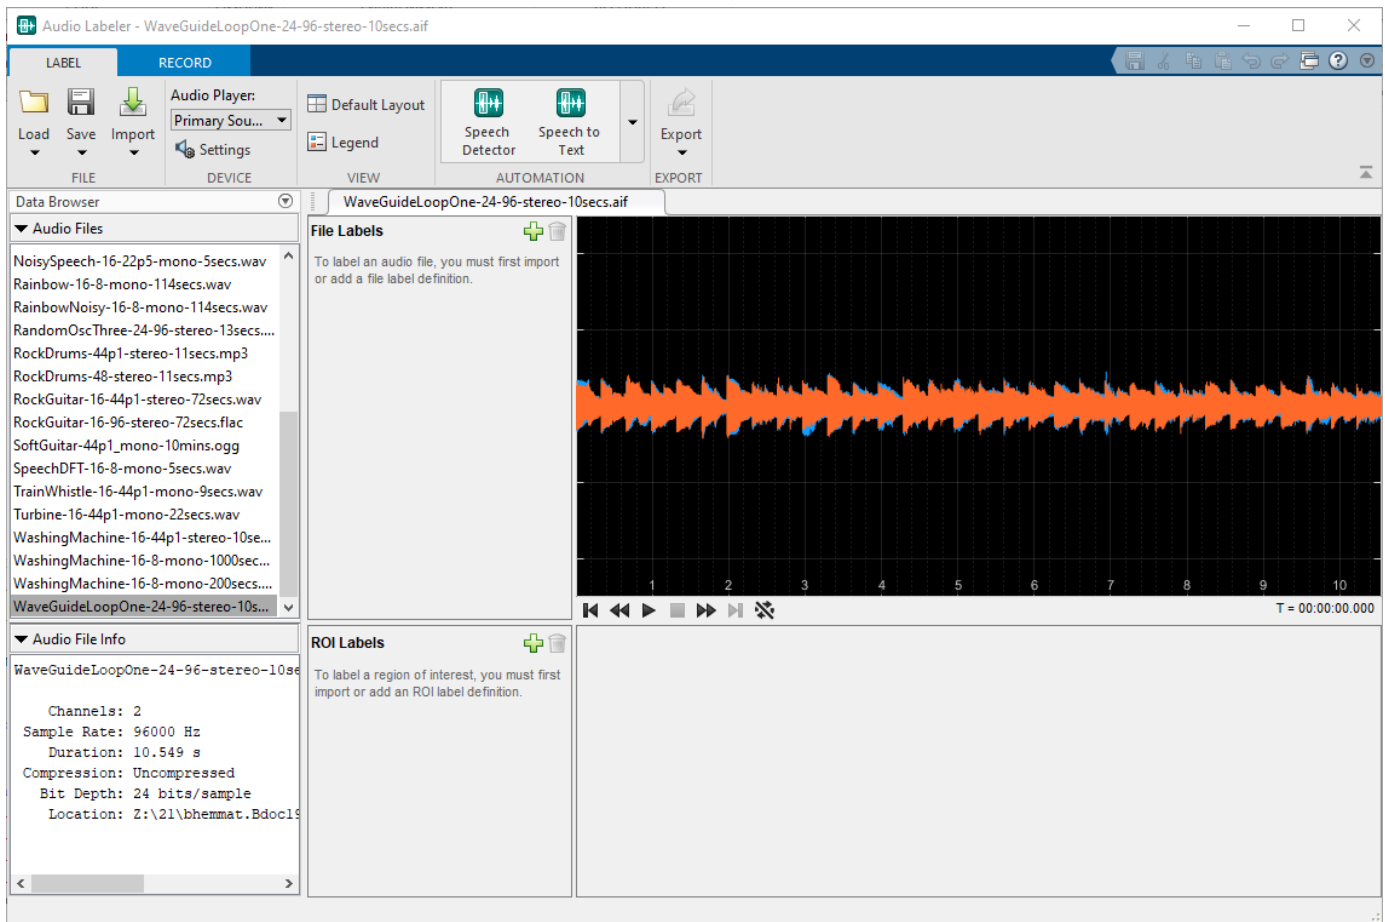 Audio Labeler - WaveGuideLoopOne-24-96-stereo-10secs.aif
LABEL
RECORD
Load
Save
Import
FILE
Audio Player:
Primary Sou...
Settings
DEVICE
Default Layout
Legend
VIEW
Speech
Detector
Speech to
Text
AUTOMATION
Export
EXPORT
Data Browser
Audio Files
NoisySpeech-16-22p5-mono-5secs.wav
Rainbow-16-8-mono-114secs.wav
RainbowNoisy-16-8-mono-114secs.wav
RandomOscThree-24-96-stereo-13secs....
RockDrums-44p1-stereo-11secs.mp3
RockDrums-48-stereo-11secs.mp3
RockGuitar-16-44p1-stereo-72secs.wav
RockGuitar-16-96-stereo-72secs.flac
SoftGuitar-44p1_mono-10mins.ogg
SpeechDFT-16-8-mono-5secs.wav
TrainWhistle-16-44p1-mono-9secs.wav
Turbine-16-44p1-mono-22secs.wav
WashingMachine-16-44p1-stereo-10se...
WashingMachine-16-8-mono-1000sec...
WashingMachine-16-8-mono-200secs....
WaveGuideLoopOne-24-96-stereo-10s...
Audio File Info
WaveGuideLoopOne-24-96-stereo-10se
Channels: 2
Sample Rate: 96000 Hz
Duration: 10.549 s
Compression: Uncompressed
Bit Depth: 24 bits/sample
Location: Z:\21\bhemmat.Bdoc19
WaveGuideLoopOne-24-96-stereo-10secs.aif
File Labels
To label an audio file, you must first import
or add a file label definition.
1 2 3 4 5 6 7 8 9 10
T = 00:00:00.000
ROI Labels
To label a region of interest, you must first
import or add an ROI label definition.